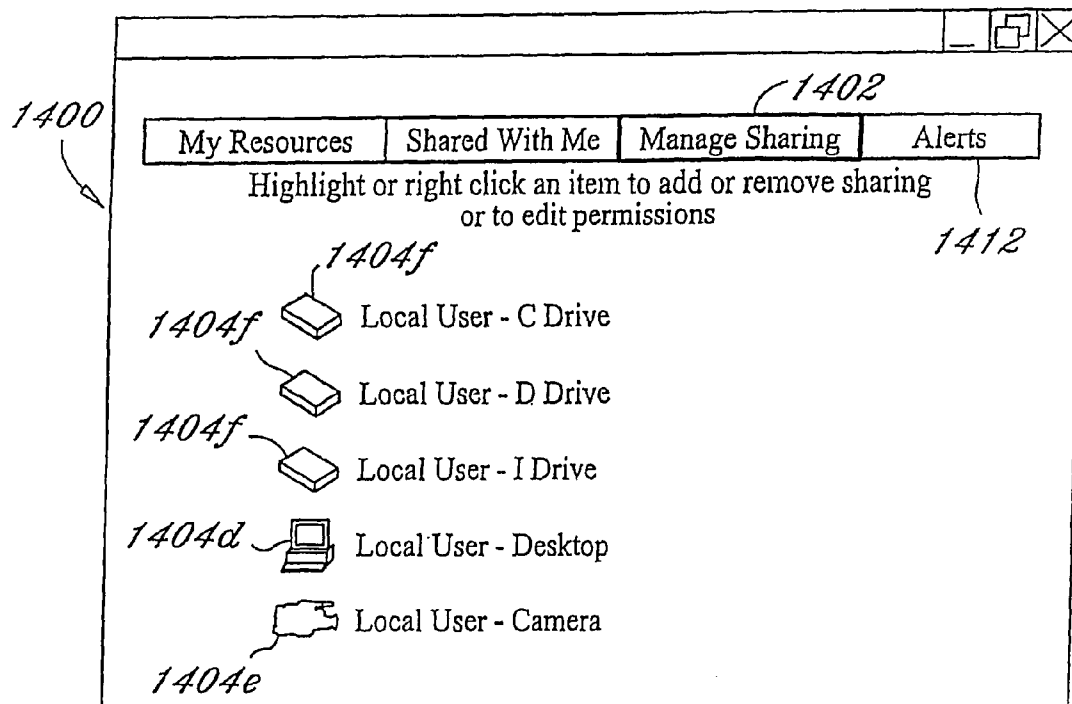 1402
1400
My Resources Shared With Me Manage Sharing Alerts
Highlight or right click an item to add or remove sharing
or to edit permissions
1412
1404f
Local User - C Drive
1404f
Local User - D Drive
1404f
Local User - I Drive
1404d
Local User - Desktop
Local User - Camera
1404e